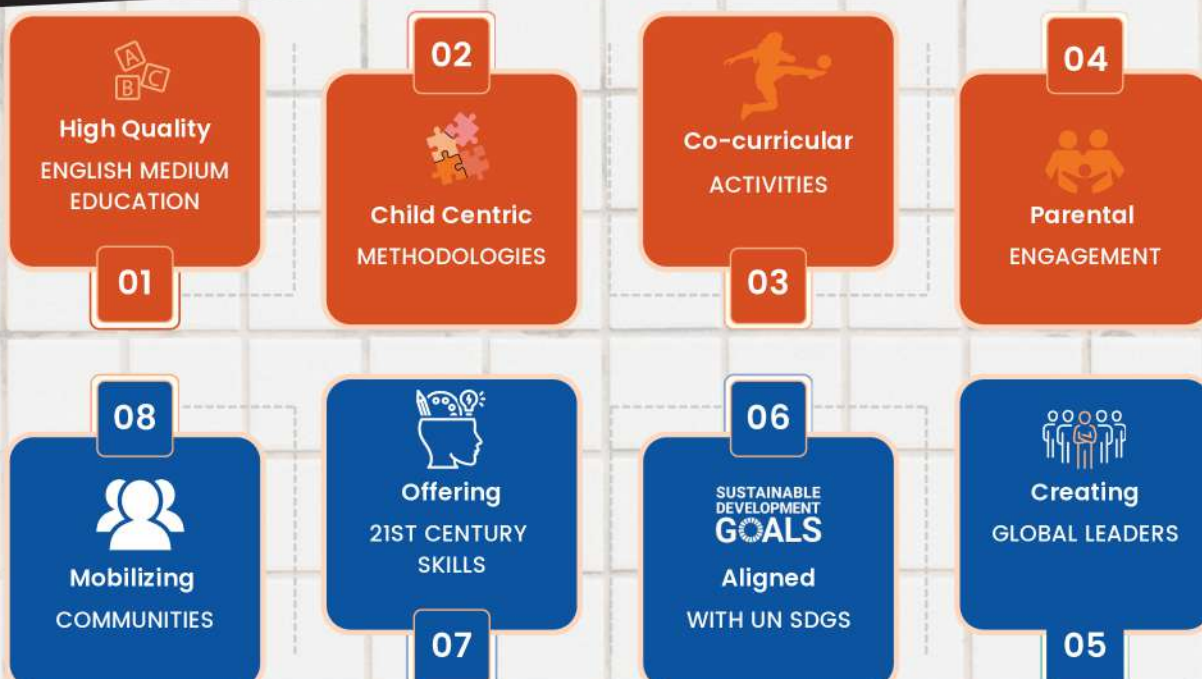 A
B C
High Quality
ENGLISH MEDIUM
EDUCATION
01
02
Child Centric
METHODOLOGIES
Co-curricular
ACTIVITIES
03
04
Parental
ENGAGEMENT
08
Mobilizing
COMMUNITIES
Offering
21ST CENTURY
SKILLS
07
06
SUSTAINABLE
DEVELOPMENT
GOALS
Aligned
WITH UN SDGS
Creating
GLOBAL LEADERS
05